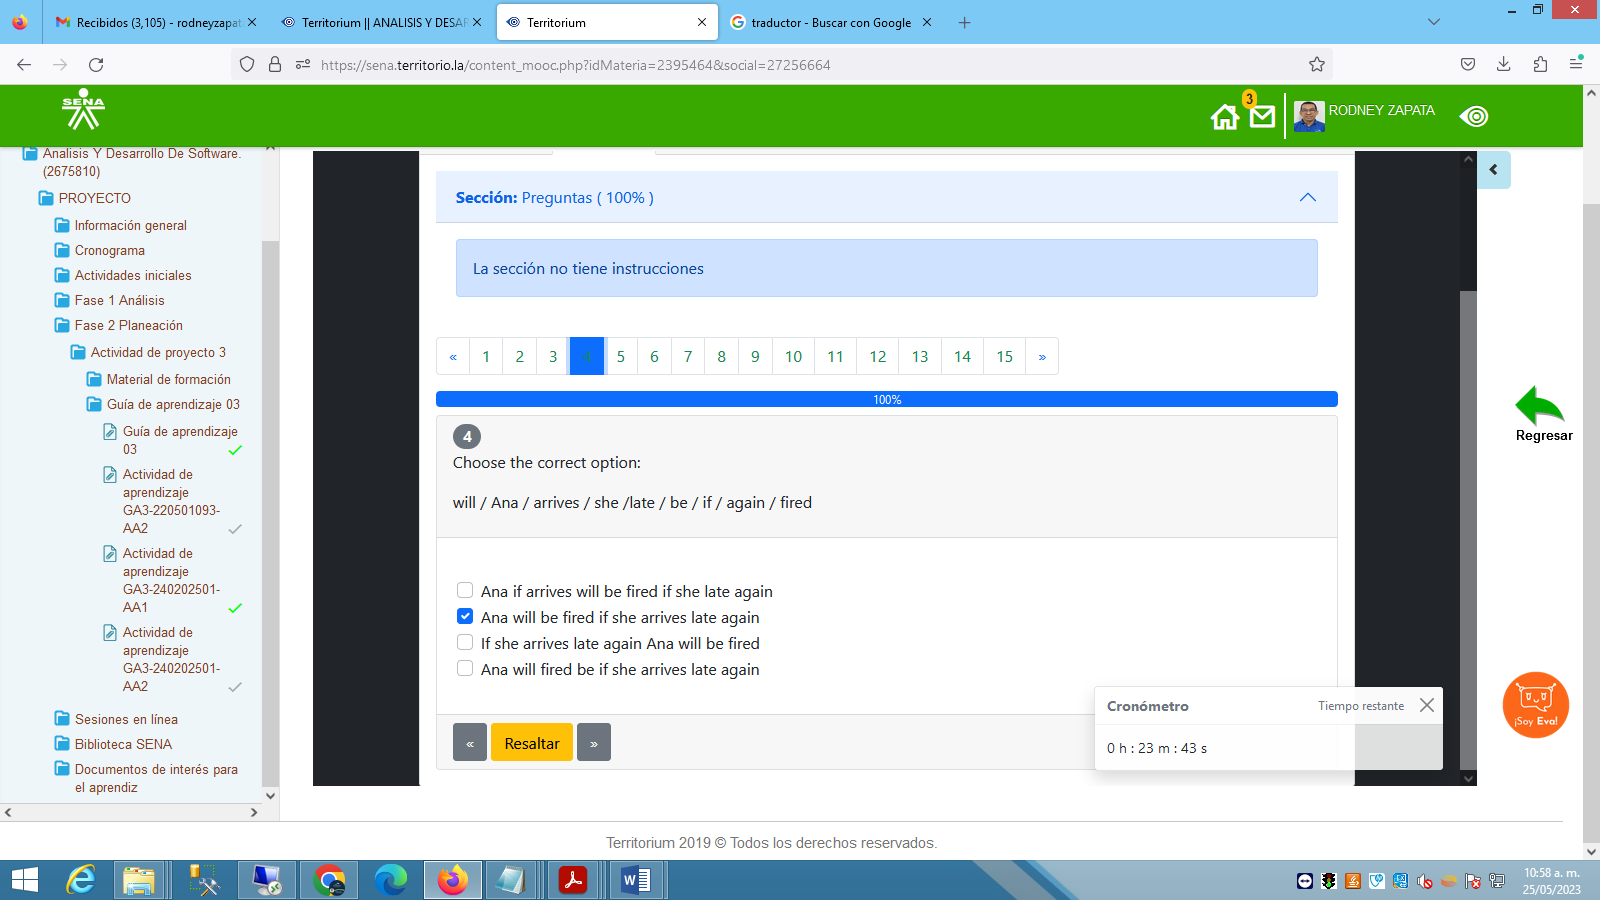 Recibidos (3,105) - rodneyzapat
Territorium || ANALISIS Y DESAR
Territorium
traductor - Buscar con Google
https://sena.territorio.la/content_mooc.php?idMateria=2395464&social=27256664
SENA
3
RODNEY ZAPATA
Analisis Y Desarrollo De Software.
(2675810)
PROYECTO
Información general
Cronograma
Actividades iniciales
Fase 1 Análisis
Fase 2 Planeación
Actividad de proyecto 3
Material de formación
Guía de aprendizaje 03
Guía de aprendizaje
03
Actividad de
aprendizaje
GA3-220501093-
AA2
Actividad de
aprendizaje
GA3-240202501-
AA1
Actividad de
aprendizaje
GA3-240202501-
AA2
Sesiones en línea
Biblioteca SENA
Documentos de interés para
el aprendiz
Sección: Preguntas ( 100% )
La sección no tiene instrucciones
« 1 2 3 4 5 6 7 8 9 10 11 12 13 14 15 »
100%
4
Choose the correct option:
will / Ana / arrives / she /late / be / if / again / fired
Ana if arrives will be fired if she late again
Ana will be fired if she arrives late again
If she arrives late again Ana will be fired
Ana will fired be if she arrives late again
« Resaltar »
Cronómetro Tiempo restante
0 h : 23 m : 43 s
Regresar
¡Soy Eva!
Territorium 2019 © Todos los derechos reservados.
10:58 a. m.
25/05/2023